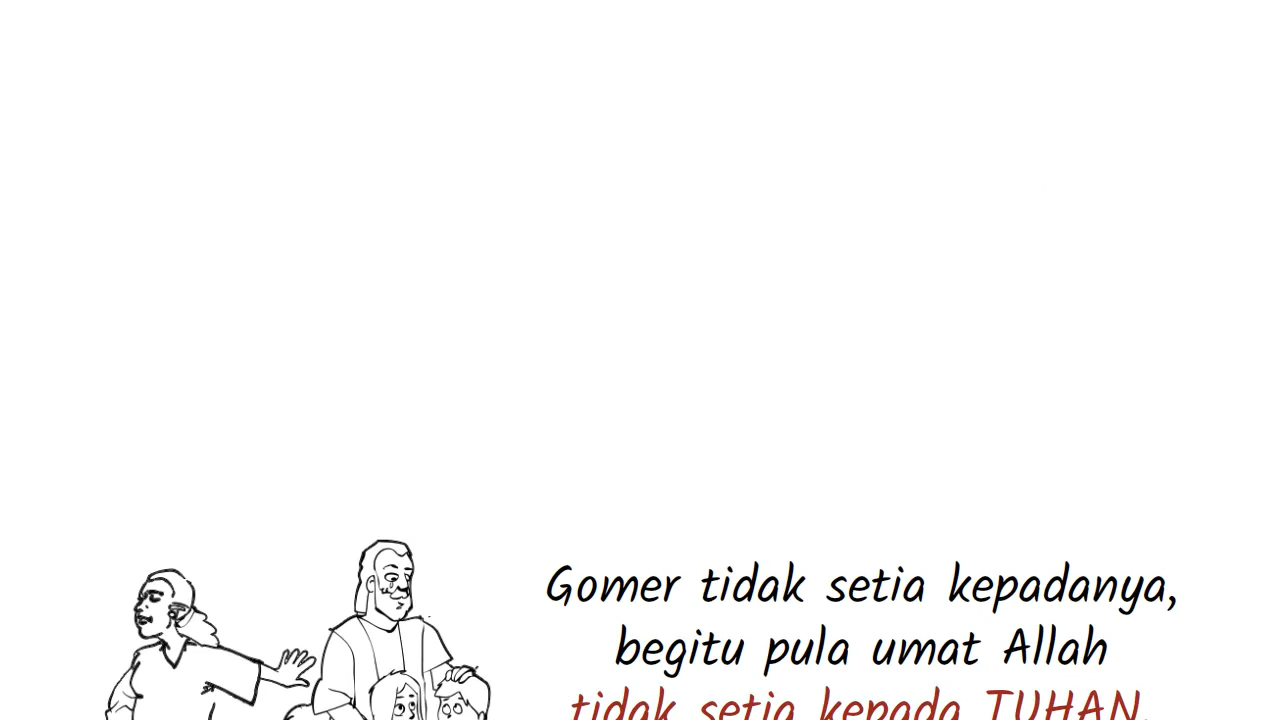 Gomer tidak setia kepadanya,
begitu pula umat Allah
tidak setia kepada TUHAN.